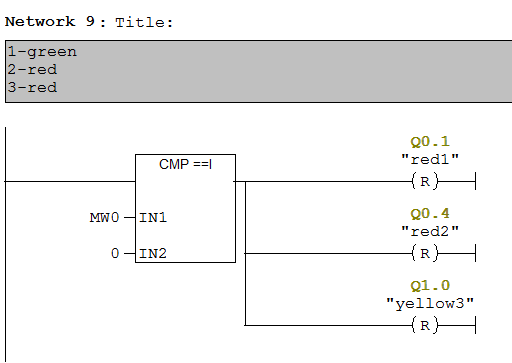 Network 9: Title:
1-green
2-red
3-red
Q0.1
CMP ==I
"red1"
(R)
MW0
IN1
Q0.4
"red2"
0
IN2
(R)
Q1.0
"yellow3"
(R)